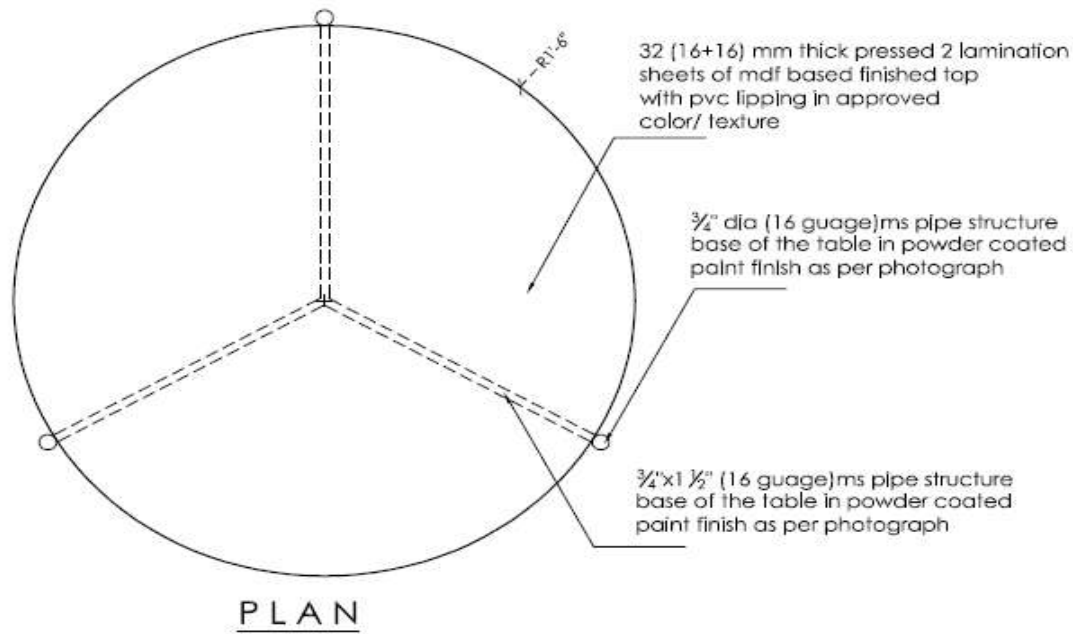 R1'-6"
32 (16+16) mm thick pressed 2 lamination
sheets of mdf based finished top
with pvc lipping in approved
color/ texture
¾" dia (16 guage)ms pipe structure
base of the table in powder coated
paint finish as per photograph
¾"x1 ½" (16 guage)ms pipe structure
base of the table in powder coated
paint finish as per photograph
PLAN